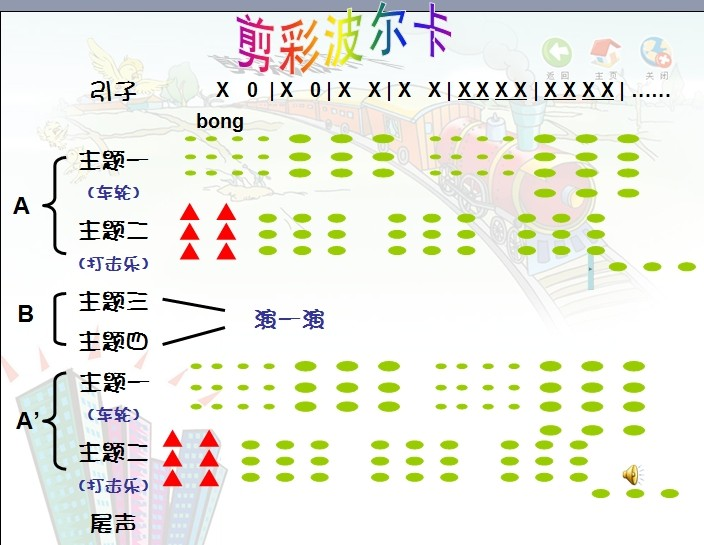 剪彩波尔卡
返回 主页 关闭
引子 X 0 | X 0 | X X | X X | X X X X | X X X X | ……
bong
主题一
（车轮）
A
主题二
（打击乐）
主题三
B
演一演
主题四
主题一
（车轮）
A’
主题二
（打击乐）
尾声